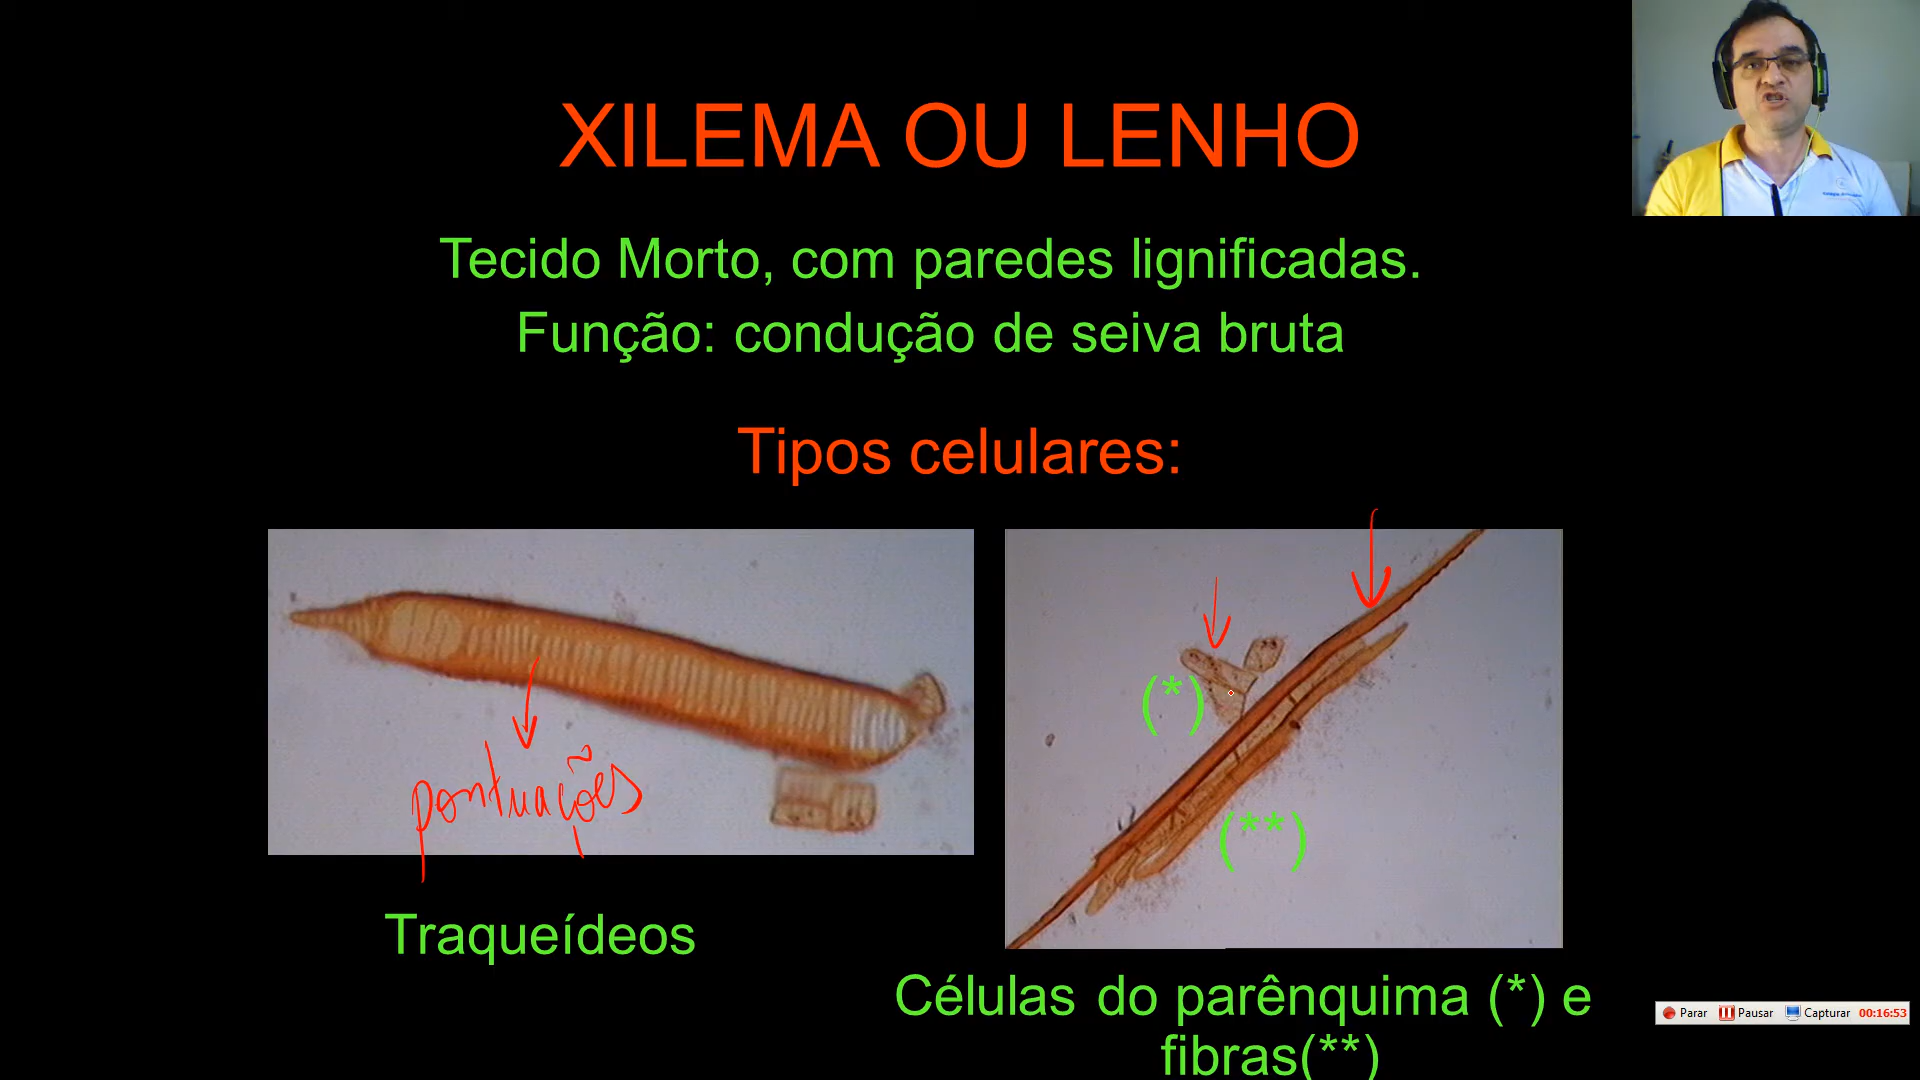 XILEMA OU LENHO
Tecido Morto, com paredes lignificadas.
Função: condução de seiva bruta
Tipos celulares:
pontuações
(*)
(**)
Traqueídeos
Células do parênquima (*) e
fibras(**)
Parar Pausar Capturar 00:16:53